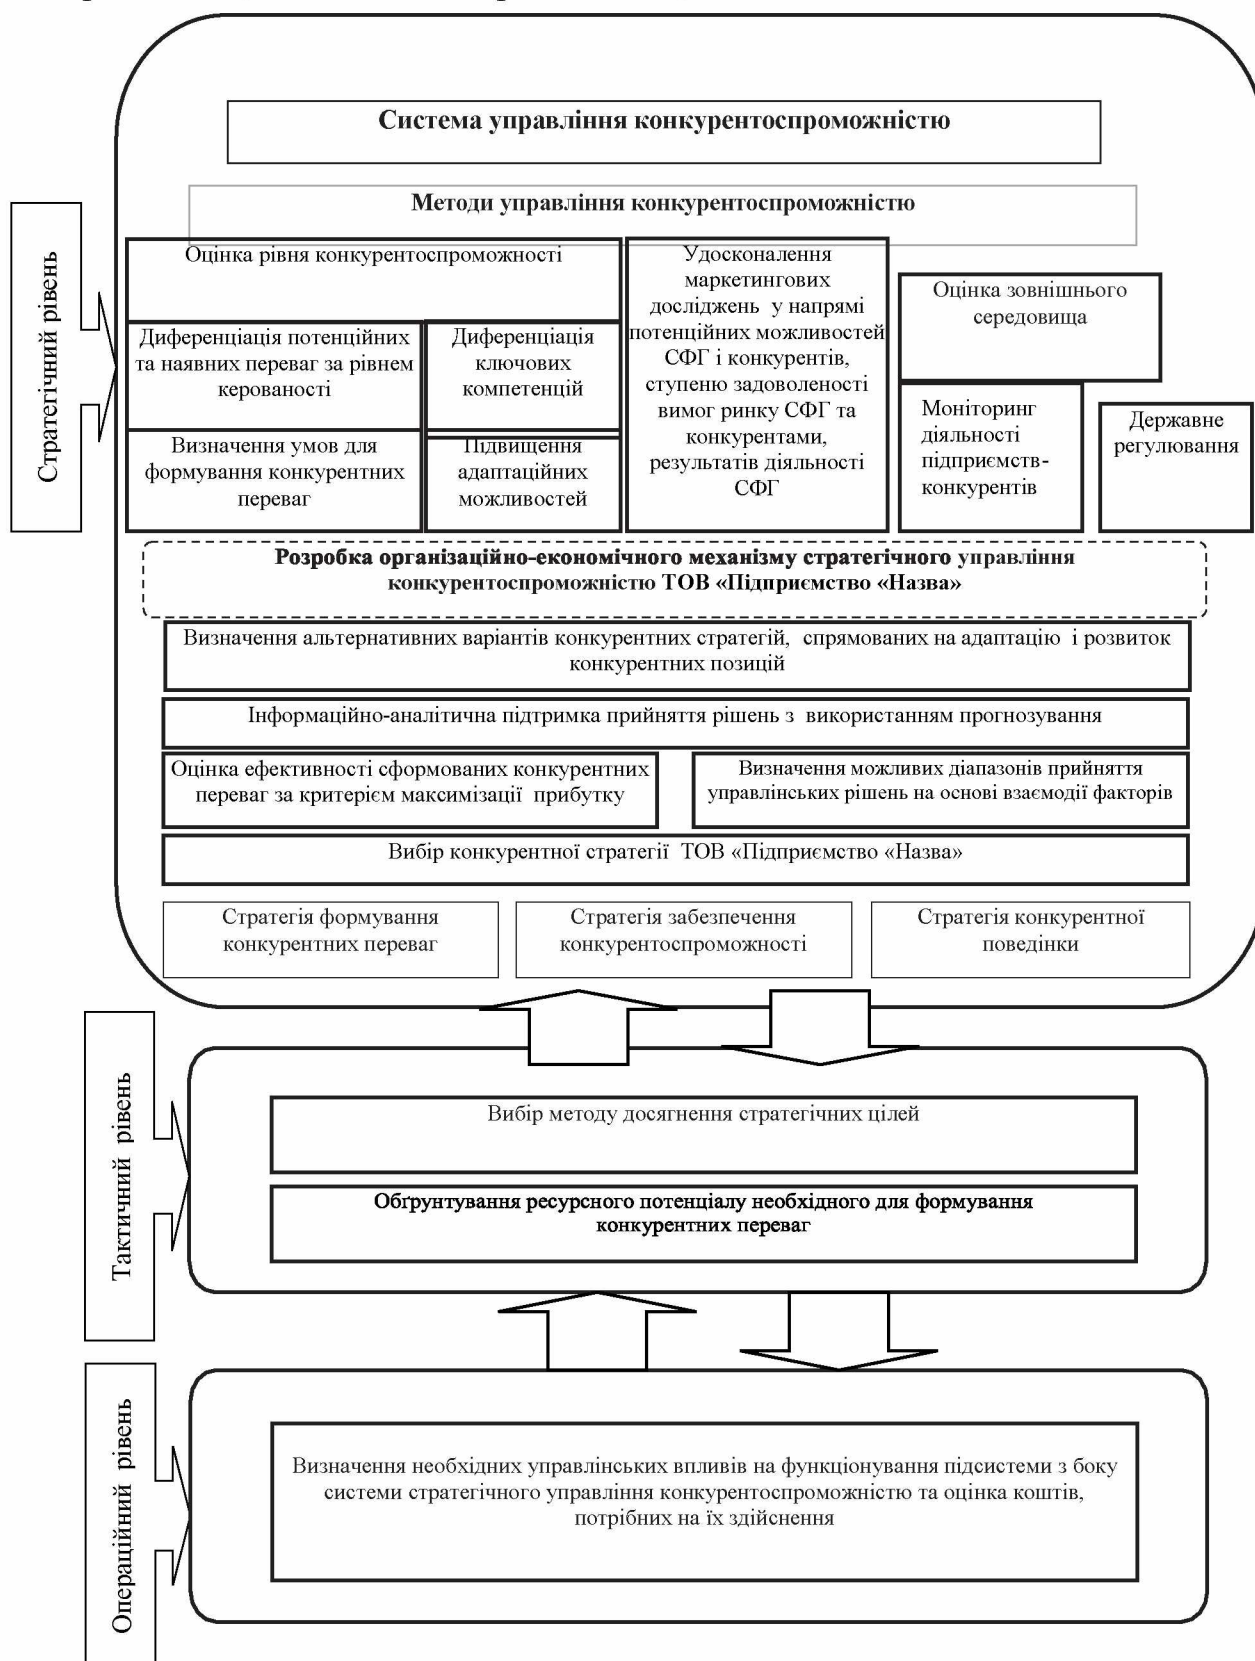 Система управління конкурентоспроможністю
Методи управління конкурентоспроможністю
Стратегічний рівень
Оцінка рівня конкурентоспроможності
Диференціація потенційних
та наявних переваг за рівнем
керованості
Диференціація
ключових
компетенцій
Визначення умов для
формування конкурентних
переваг
Підвищення
адаптаційних
можливостей
Удосконалення
маркетингових
досліджень у напрямі
потенційних можливостей
СФГ і конкурентів,
ступеню задоволеності
вимог ринку СФГ та
конкурентами,
результатів діяльності
СФГ
Оцінка зовнішнього
середовища
Моніторинг
діяльності
підприємств-
конкурентів
Державне
регулювання
Розробка організаційно-економічного механізму стратегічного управління
конкурентоспроможністю ТОВ «Підприємство «Назва»
Визначення альтернативних варіантів конкурентних стратегій, спрямованих на адаптацію і розвиток
конкурентних позицій
Інформаційно-аналітична підтримка прийняття рішень з використанням прогнозування
Оцінка ефективності сформованих конкурентних
переваг за критерієм максимізації прибутку
Визначення можливих діапазонів прийняття
управлінських рішень на основі взаємодії факторів
Вибір конкурентної стратегії ТОВ «Підприємство «Назва»
Стратегія формування
конкурентних переваг
Стратегія забезпечення
конкурентоспроможності
Стратегія конкурентної
поведінки
Тактичний рівень
Вибір методу досягнення стратегічних цілей
Обґрунтування ресурсного потенціалу необхідного для формування
конкурентних переваг
Операційний рівень
Визначення необхідних управлінських впливів на функціонування підсистеми з боку
системи стратегічного управління конкурентоспроможністю та оцінка коштів,
потрібних на їх здійснення